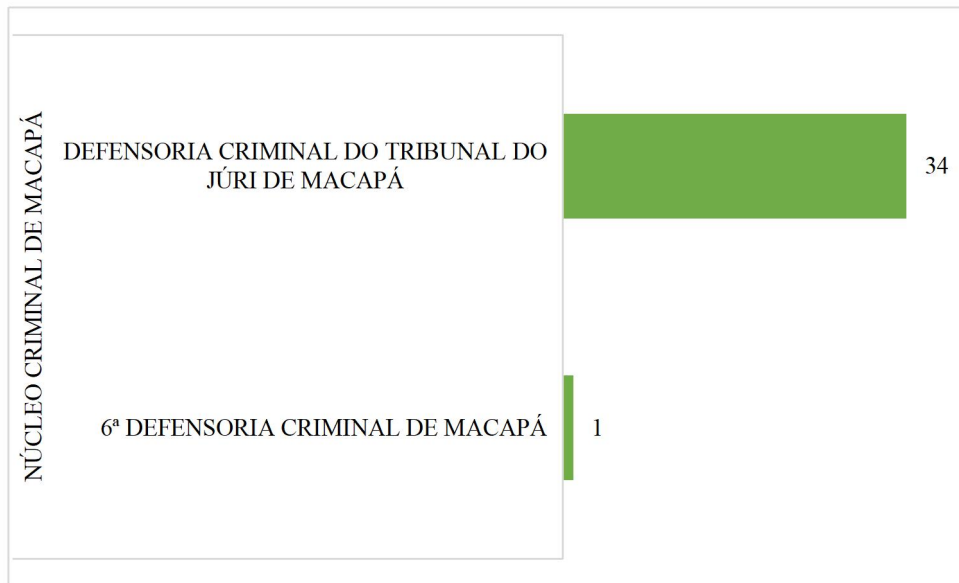 NÚCLEO CRIMINAL DE MACAPÁ
DEFENSORIA CRIMINAL DO TRIBUNAL DO
JÚRI DE MACAPÁ
34
6ª DEFENSORIA CRIMINAL DE MACAPÁ
1